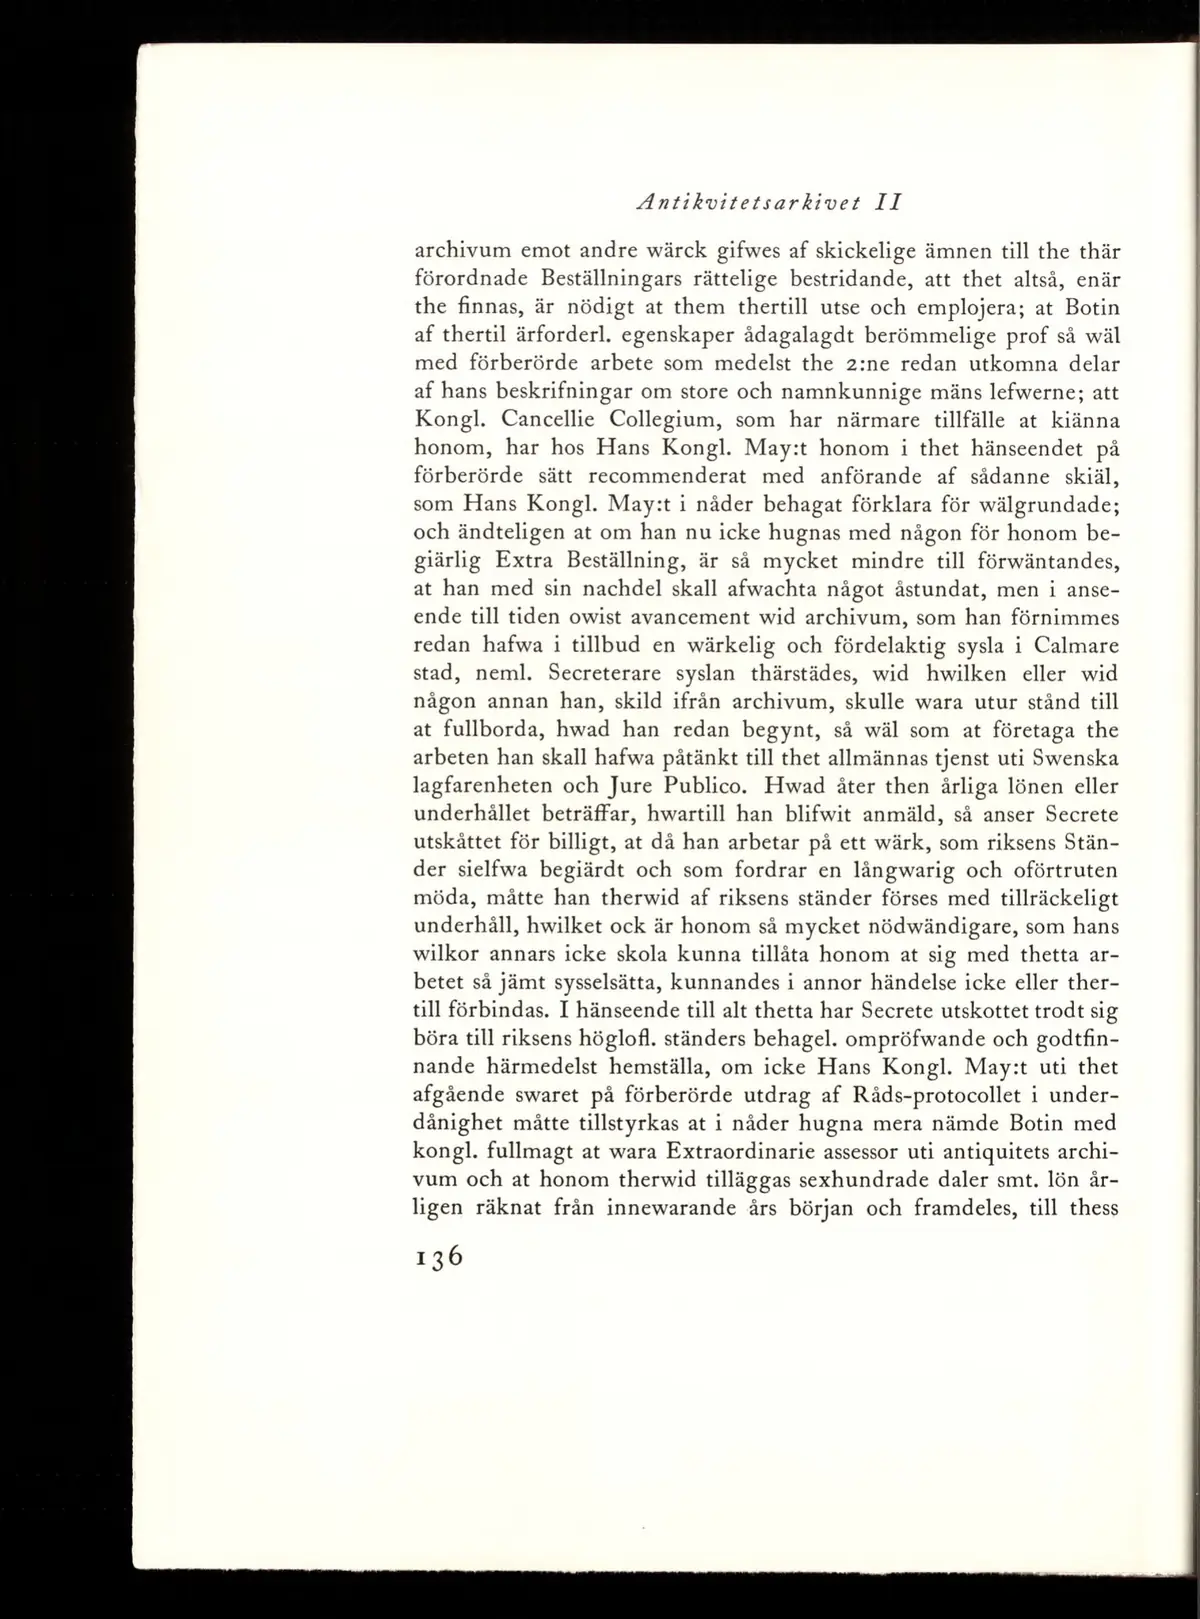 Antikvitetsarkivet II
archivum emot andre wärck gifwes af skickelige ämnen till the thär
förordnade Beställningars rättelige bestridande, att thet altså, enär
the finnas, är nödigt at them thertill utse och employera; at Botin
af thertil ärforderl. egenskaper ådagalagdt berömmelige prof så wäl
med förberörde arbete som medelst the 2:ne redan utkomna delar
af hans beskrifningar om store och namnkunnige mäns lefwerne; att
Kongl. Cancellie Collegium, som har närmare tillfälle at kiänna
honom, har hos Hans Kongl. May:t honom i thet hänseendet på
förberörde sätt recommenderat med anförande af sådanne skiäl,
som Hans Kongl. May:t i nåder behagat förklara för wälgrundade;
och ändteligen at om han nu icke hugnas med någon för honom be-
giärlig Extra Beställning, är så mycket mindre till förwäntandes,
at han med sin nachdel skall afwachta något åstundat, men i anse-
ende till tiden owist avancement wid archivum, som han förnimmes
redan hafwa i tillbud en wärkelig och fördelaktig sysla i Calmare
stad, neml. Secreterare syslan thärstädes, wid hwilken eller wid
någon annan han, skild ifrån archivum, skulle wara utur stånd till
at fullborda, hwad han redan begynt, så wäl som at företaga the
arbeten han skall hafwa påtänkt till thet allmännas tjenst uti Swenska
lagfarenheten och Jure Publico. Hwad åter then årliga lönen eller
underhållet beträffar, hwartill han blifwit anmäld, så anser Secrete
utskåttet för billigt, at då han arbetar på ett wärk, som riksens Stän-
der sielfwa begiärdt och som fordrar en långwarig och oförtruten
möda, måtte han therwid af riksens ständer förses med tillräckeligt
underhåll, hwilket ock är honom så mycket nödwändigare, som hans
wilkor annars icke skola kunna tillåta honom at sig med thetta ar-
betet så jämt sysselsätta, kunnandes i annor händelse icke eller ther-
till förbindas. I hänseende till alt thetta har Secrete utskottet trodt sig
böra till riksens höglofl. ständers behagel. ompröfwande och godtfin-
nande härmedelst hemställa, om icke Hans Kongl. May:t uti thet
afgående swaret på förberörde utdrag af Råds-protocollet i under-
dånighet måtte tillstyrkas at i nåder hugna mera nämde Botin med
kongl. fullmagt at wara Extraordinarie assessor uti antiquitets archi-
vum och at honom therwid tilläggas sexhundrade daler smt. lön år-
ligen räknat från innewarande års början och framdeles, till thess
136